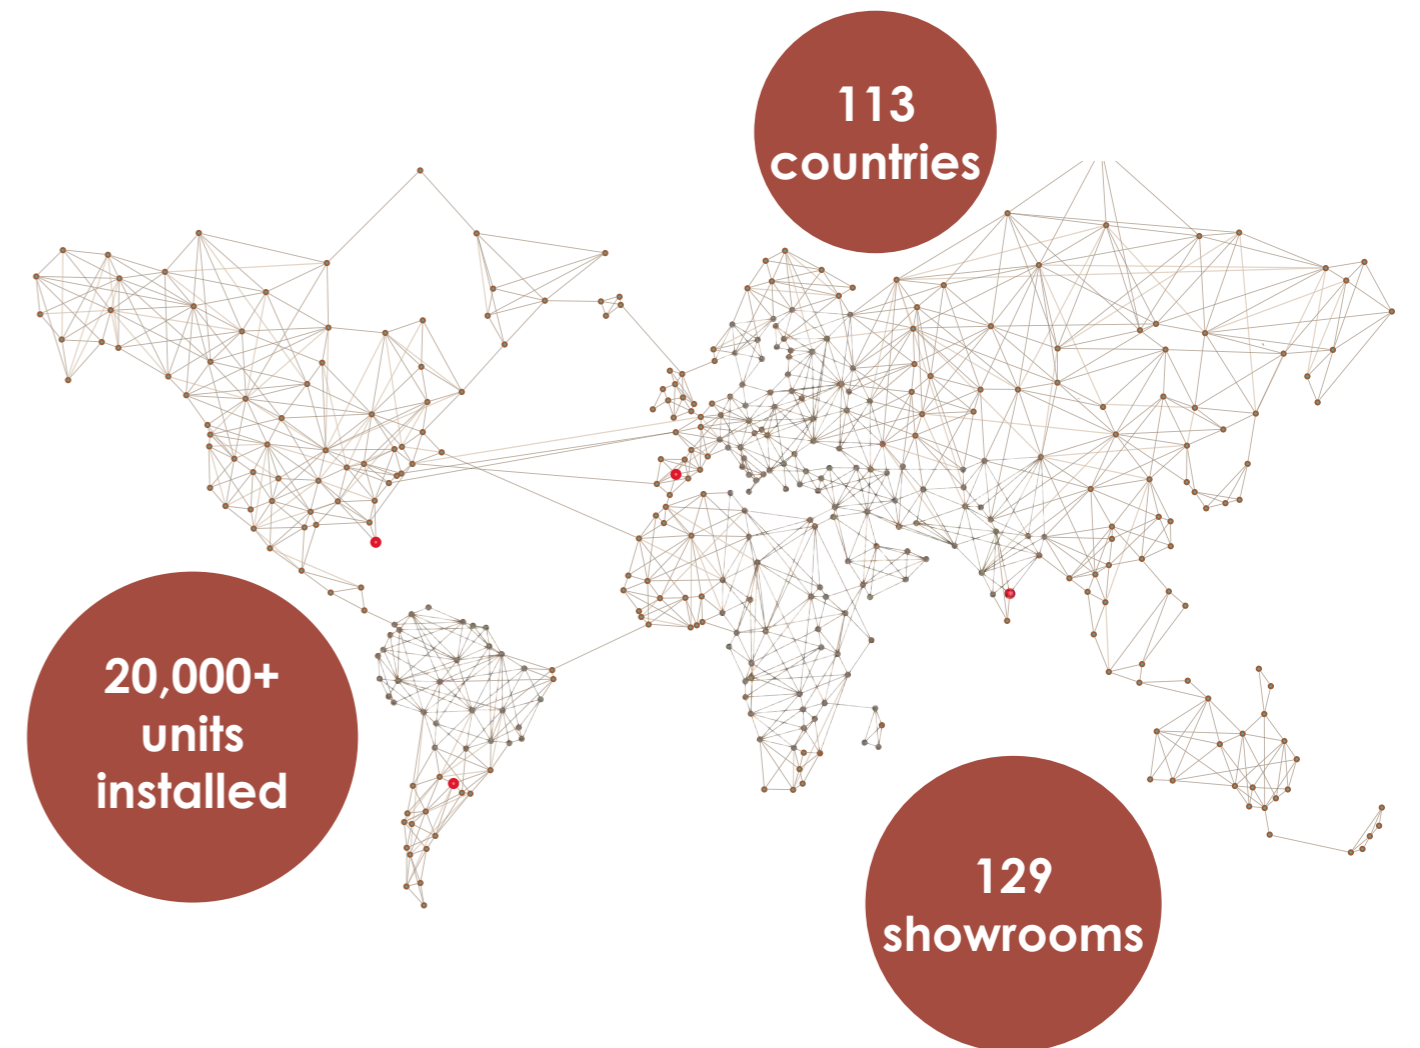 113
countries
20,000+
units
installed
129
showrooms